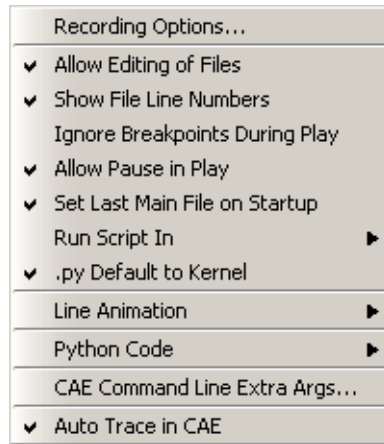 Recording Options...
Allow Editing of Files
Show File Line Numbers
Ignore Breakpoints During Play
Allow Pause in Play
Set Last Main File on Startup
Run Script In
.py Default to Kernel
Line Animation
Python Code
CAE Command Line Extra Args...
Auto Trace in CAE